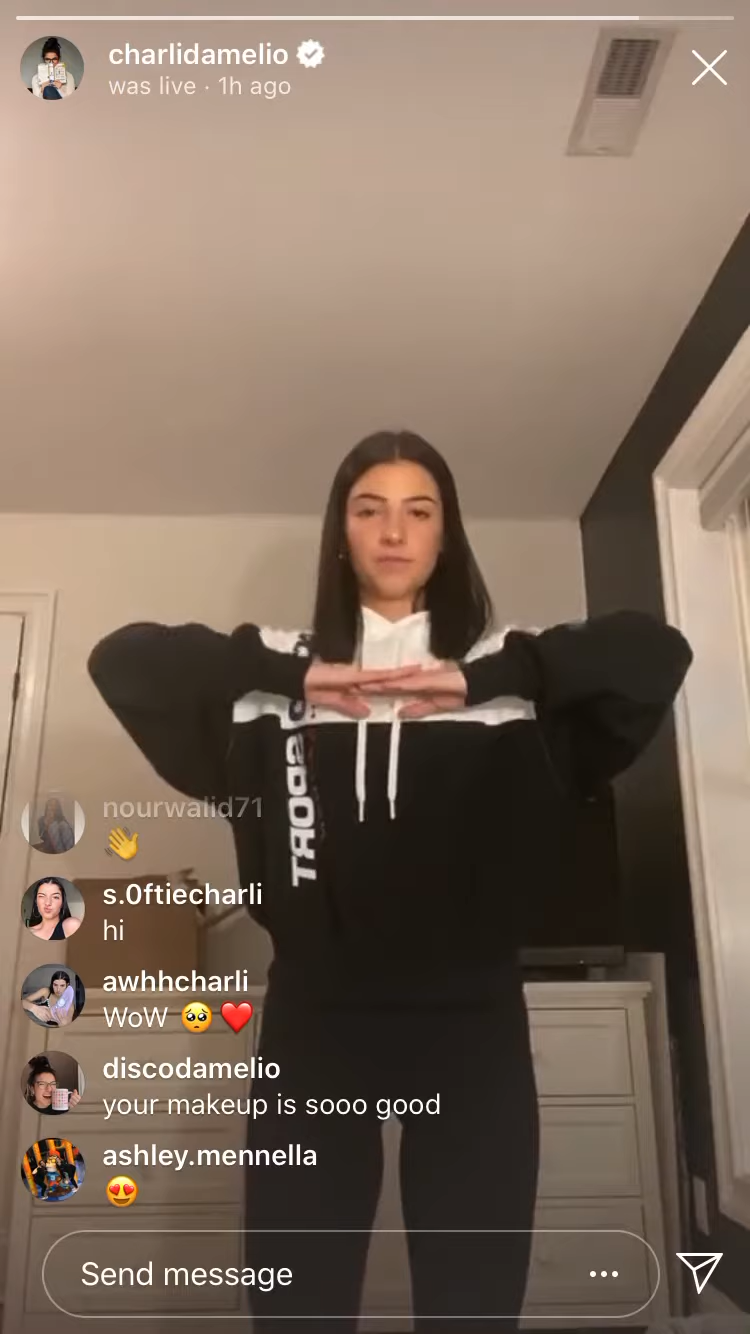 charlidamelio
was live · 1h ago
nourwalid71
👋
s.0ftiecharli
hi
awhhcharli
WoW 🥺 ❤️
discodamelio
your makeup is sooo good
ashley.mennella
😍
Send message
SPORT